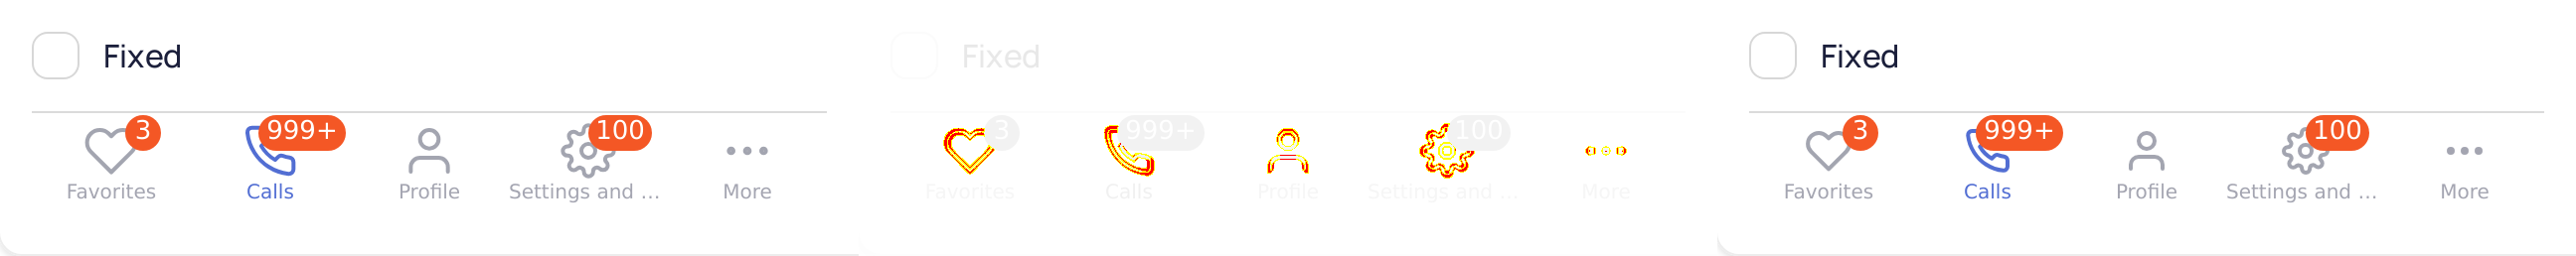 Fixed
3 999+ 100
Favorites Calls Profile Settings and ... More
Fixed
3 999+ 100
Favorites Calls Profile Settings and ... More
Fixed
3 999+ 100
Favorites Calls Profile Settings and ... More